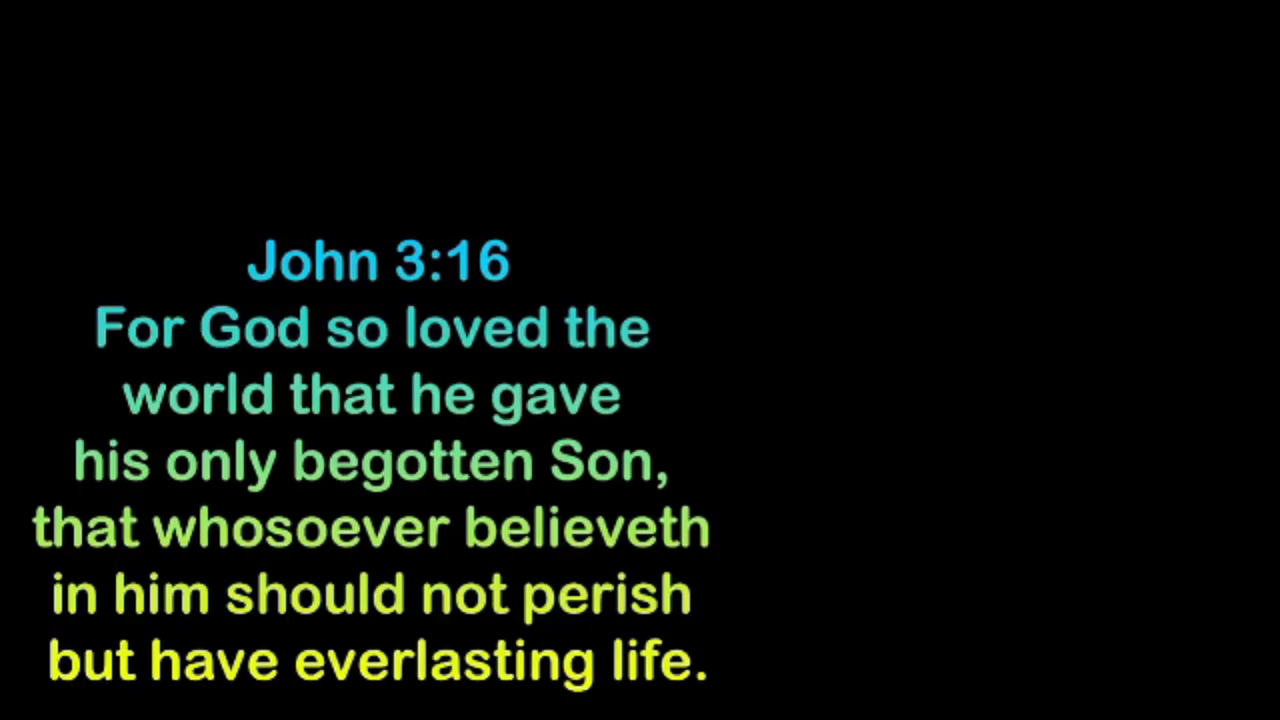 John 3:16
For God so loved the
world that he gave
his only begotten Son,
that whosoever believeth
in him should not perish
but have everlasting life.